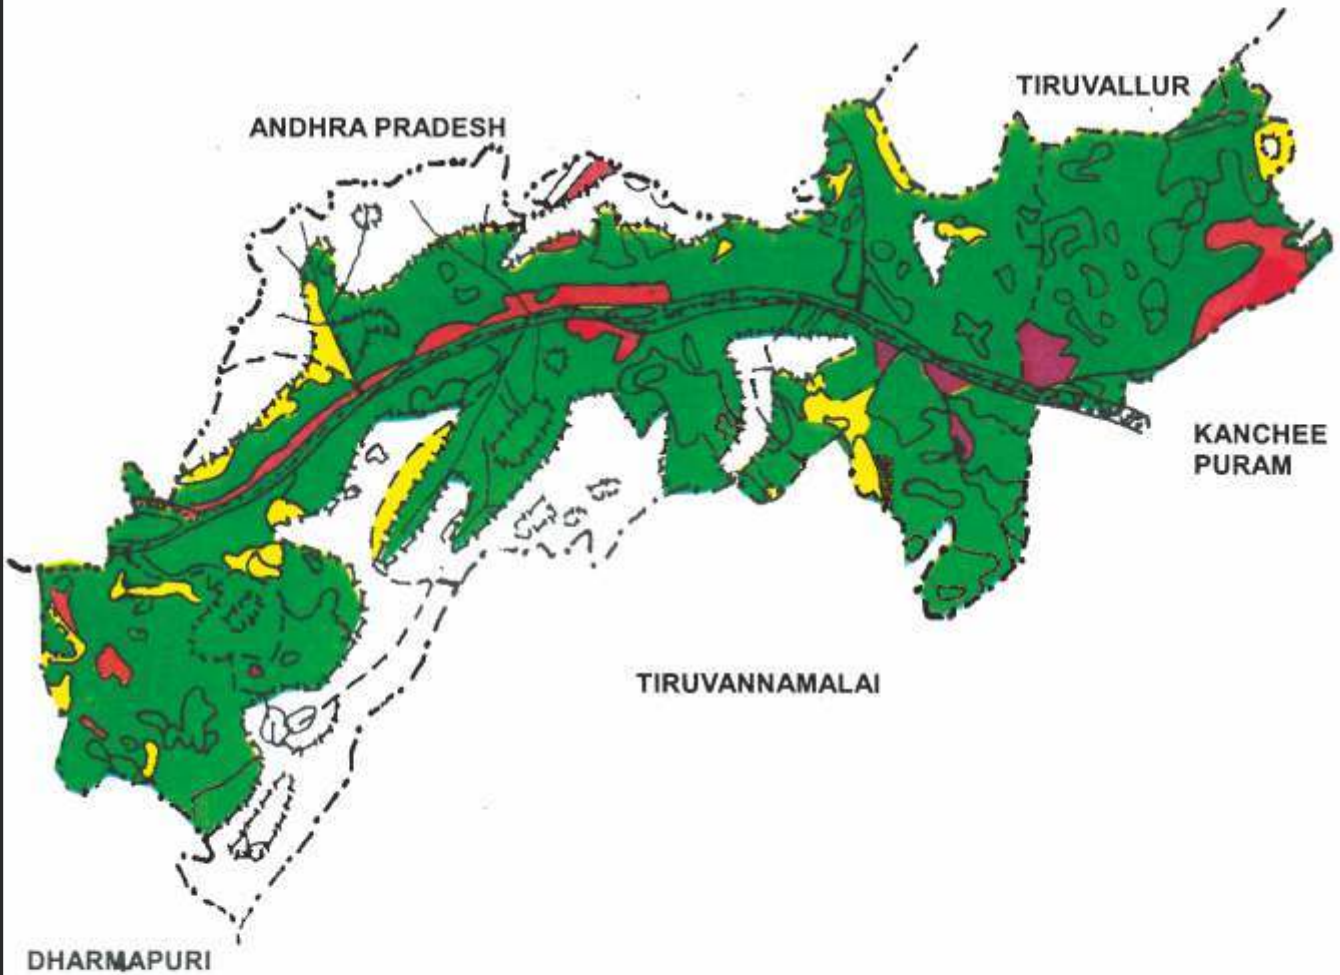 TIRUVALLUR
ANDHRA PRADESH
KANCHEE
PURAM
TIRUVANNAMALAI
DHARMAPURI